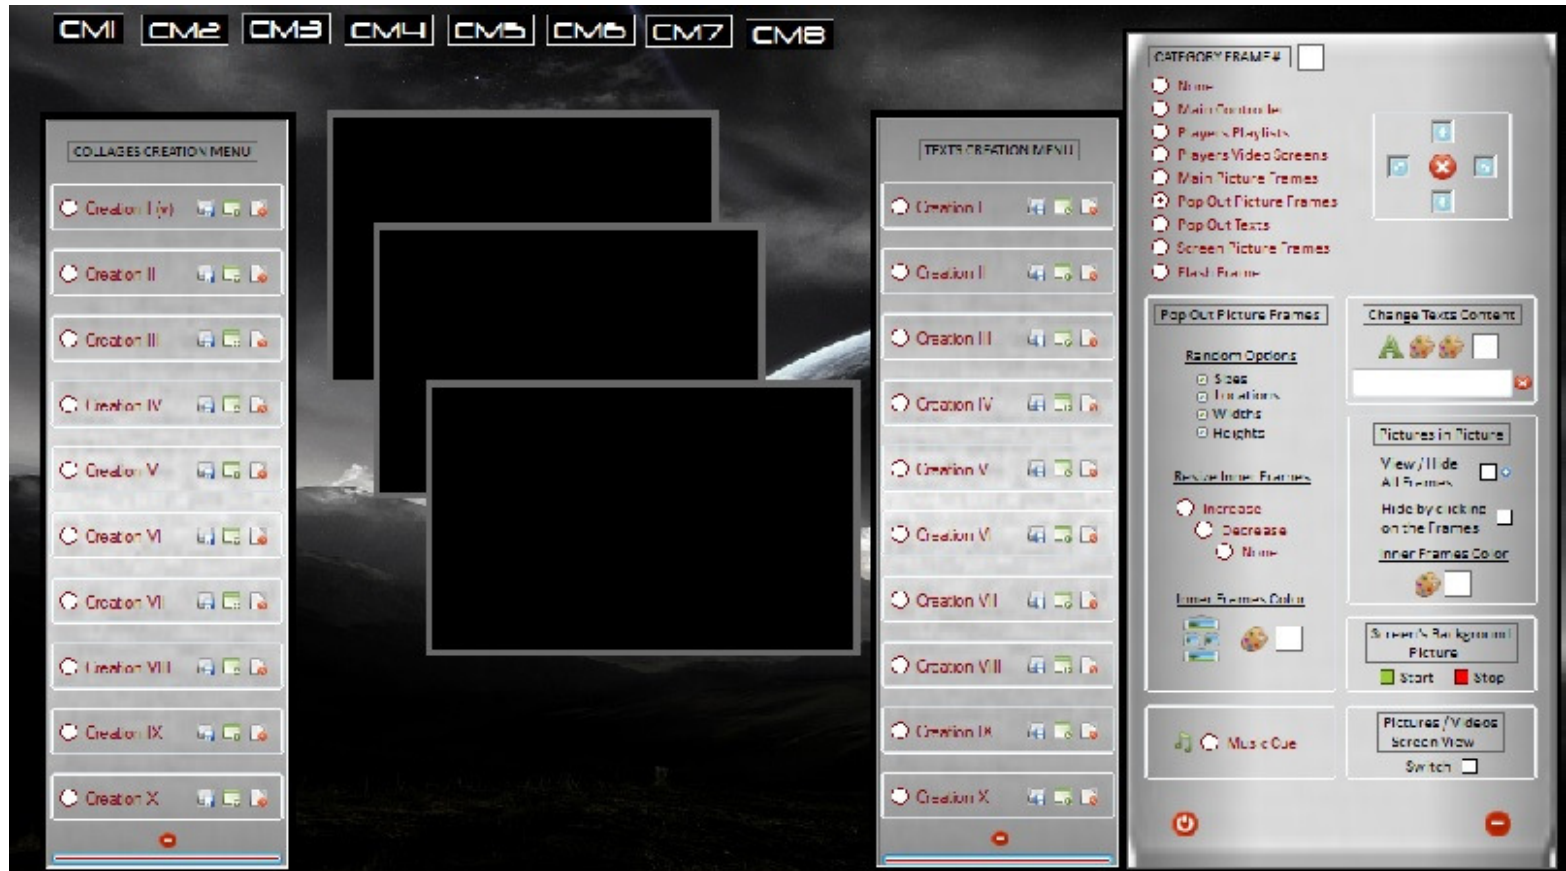 CM1 CM2 CM3 CM4 CM5 CM6 CM7 CM8
COLLAGES CREATION MENU
Creation I (v)
Creation II
Creation III
Creation IV
Creation V
Creation VI
Creation VII
Creation VIII
Creation IX
Creation X
TEXTS CREATION MENU
Creation I
Creation II
Creation III
Creation IV
Creation V
Creation VI
Creation VII
Creation VIII
Creation IX
Creation X
CATEGORY FRAME #
None
Main Controller
Players Playlists
Players Video Screens
Main Picture Frames
Pop Out Picture Frames
Pop Out Texts
Screen Picture Frames
Flash Frame
Pop Out Picture Frames
Random Options
Sizes
Locations
Widths
Heights
Resize Inner Frames
Increase
Decrease
None
Inner Frames Color
Music Cue
Change Texts Content
Pictures in Picture
View / Hide
All Frames
Hide by clicking
on the Frames
Inner Frames Color
Screen's Background
Picture
Start Stop
Pictures / Videos
Screen View
Switch